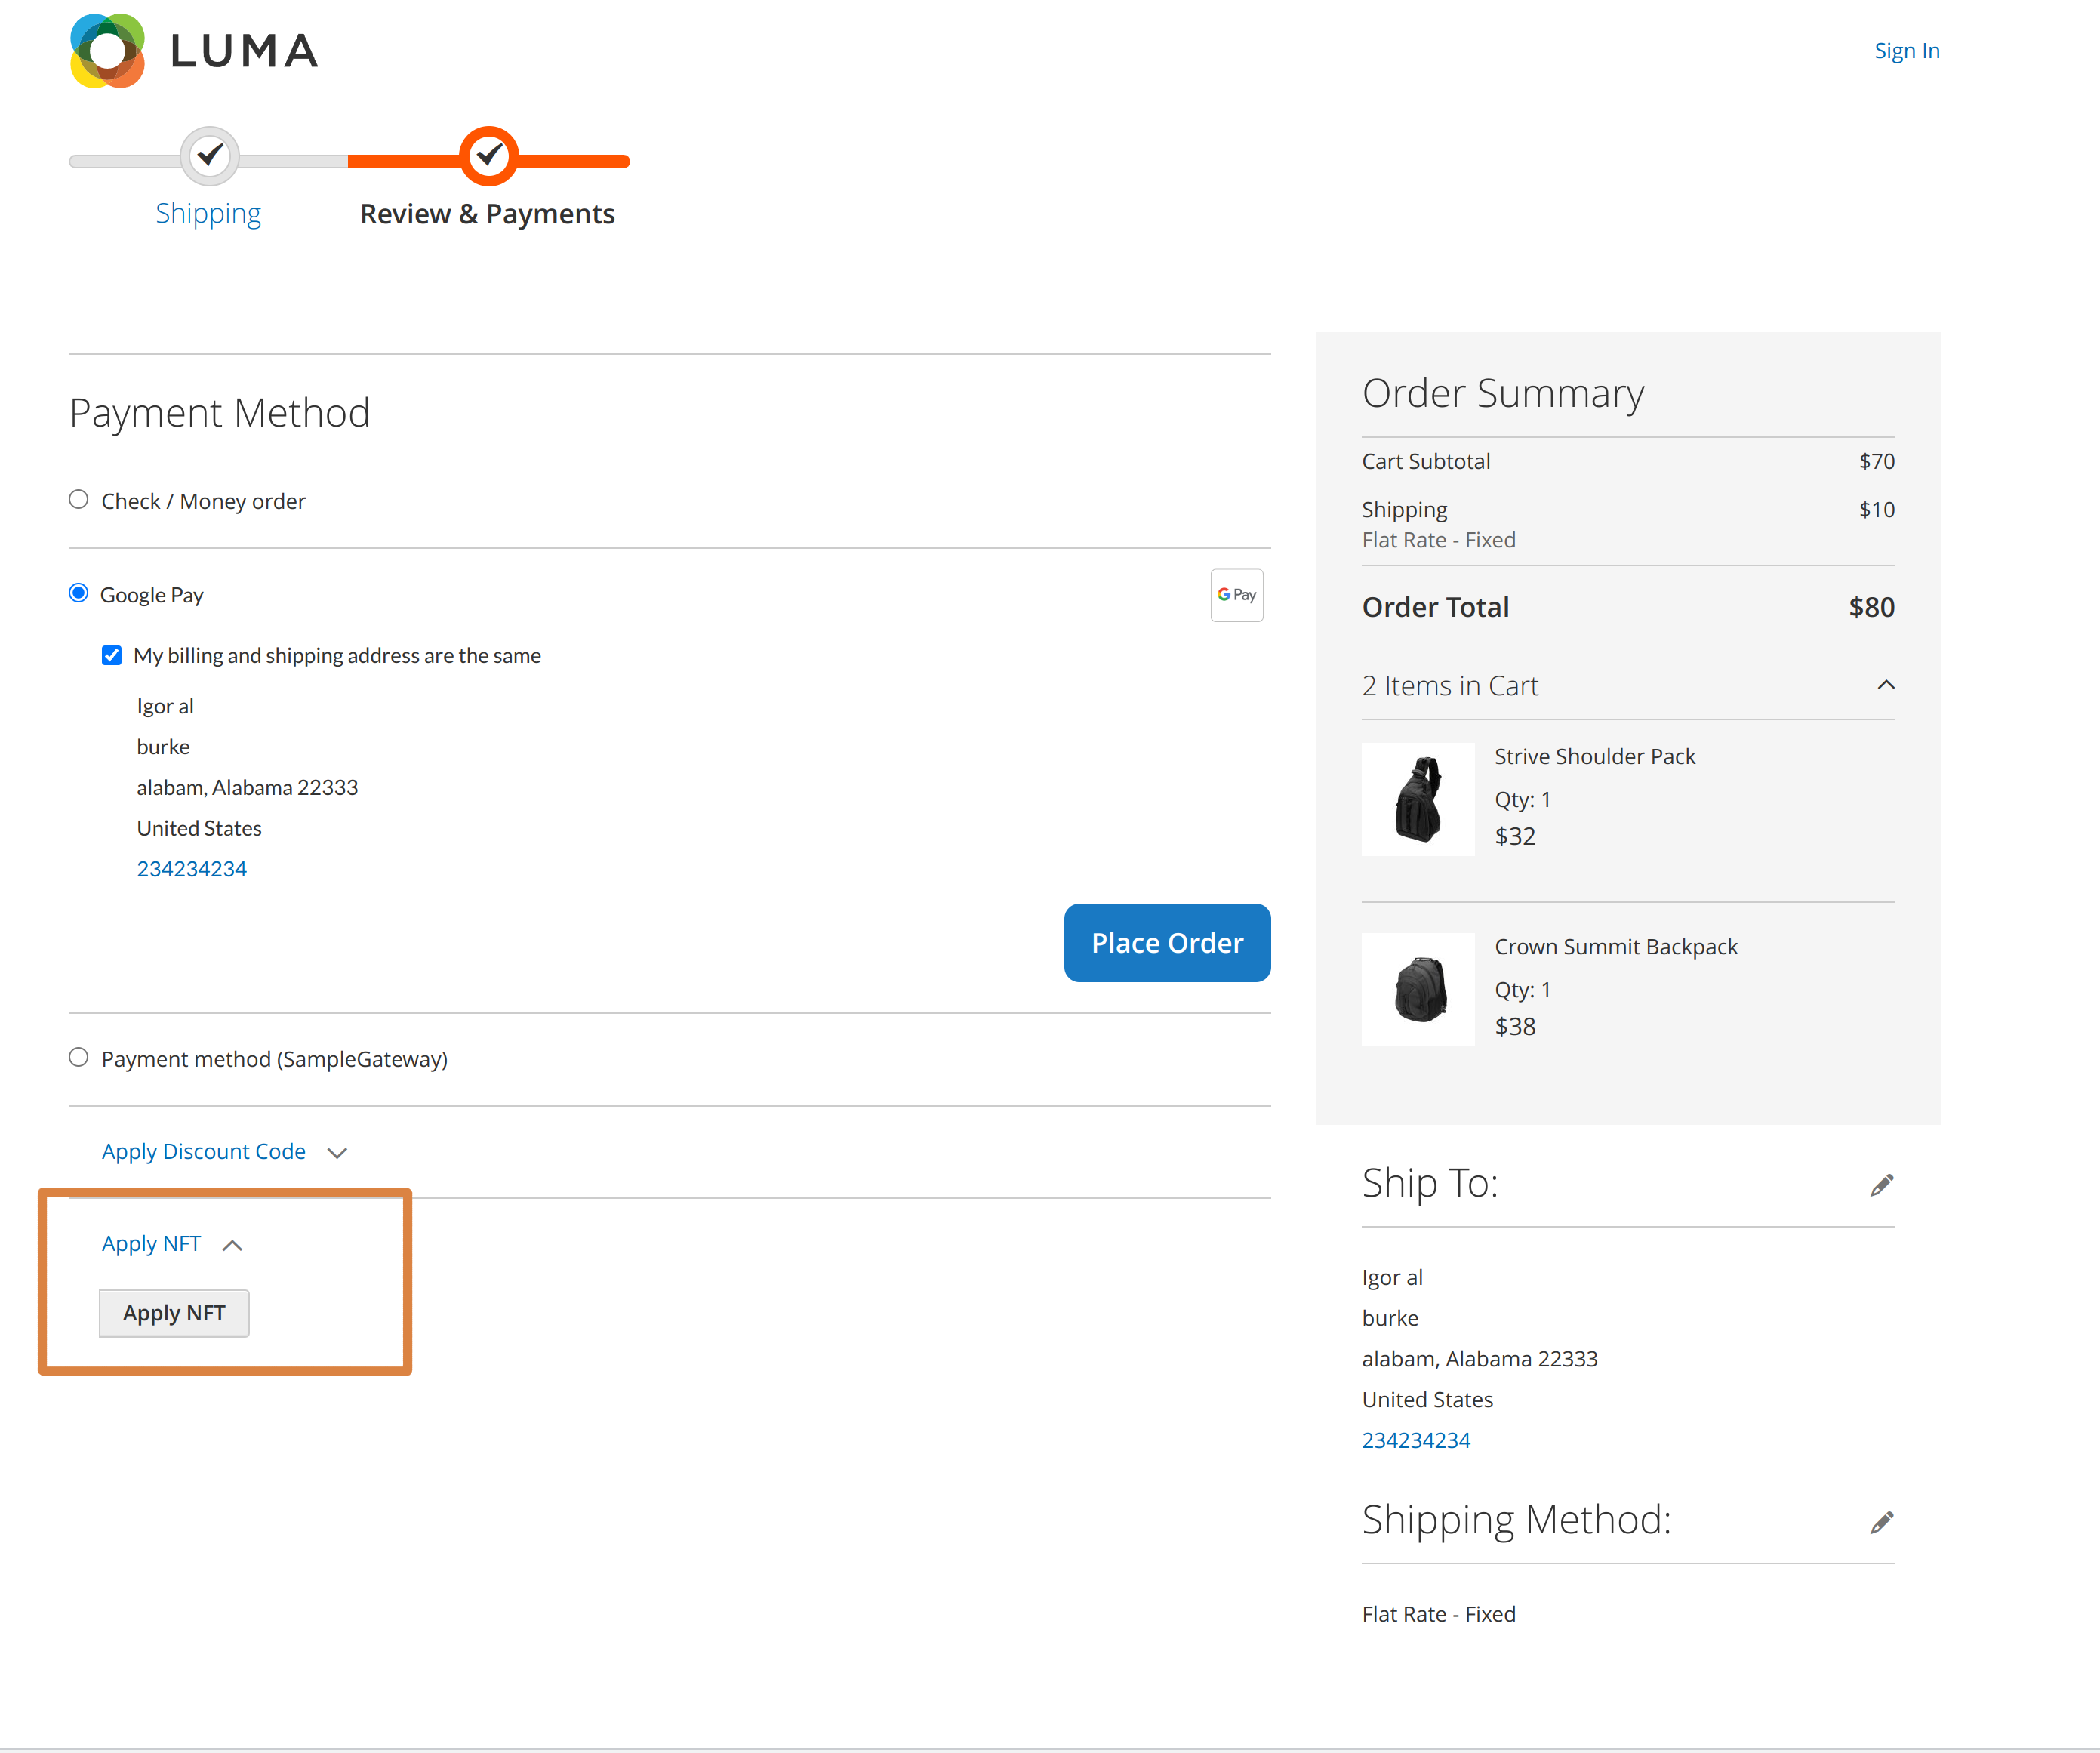 LUMA
Sign In
Shipping
Review & Payments
Payment Method
Check / Money order
Google Pay
G Pay
My billing and shipping address are the same
Igor al
burke
alabam, Alabama 22333
United States
234234234
Place Order
Payment method (SampleGateway)
Apply Discount Code
Apply NFT
Apply NFT
Order Summary
Cart Subtotal $70
Shipping $10
Flat Rate - Fixed
Order Total $80
2 Items in Cart
Strive Shoulder Pack
Qty: 1
$32
Crown Summit Backpack
Qty: 1
$38
Ship To:
Igor al
burke
alabam, Alabama 22333
United States
234234234
Shipping Method:
Flat Rate - Fixed